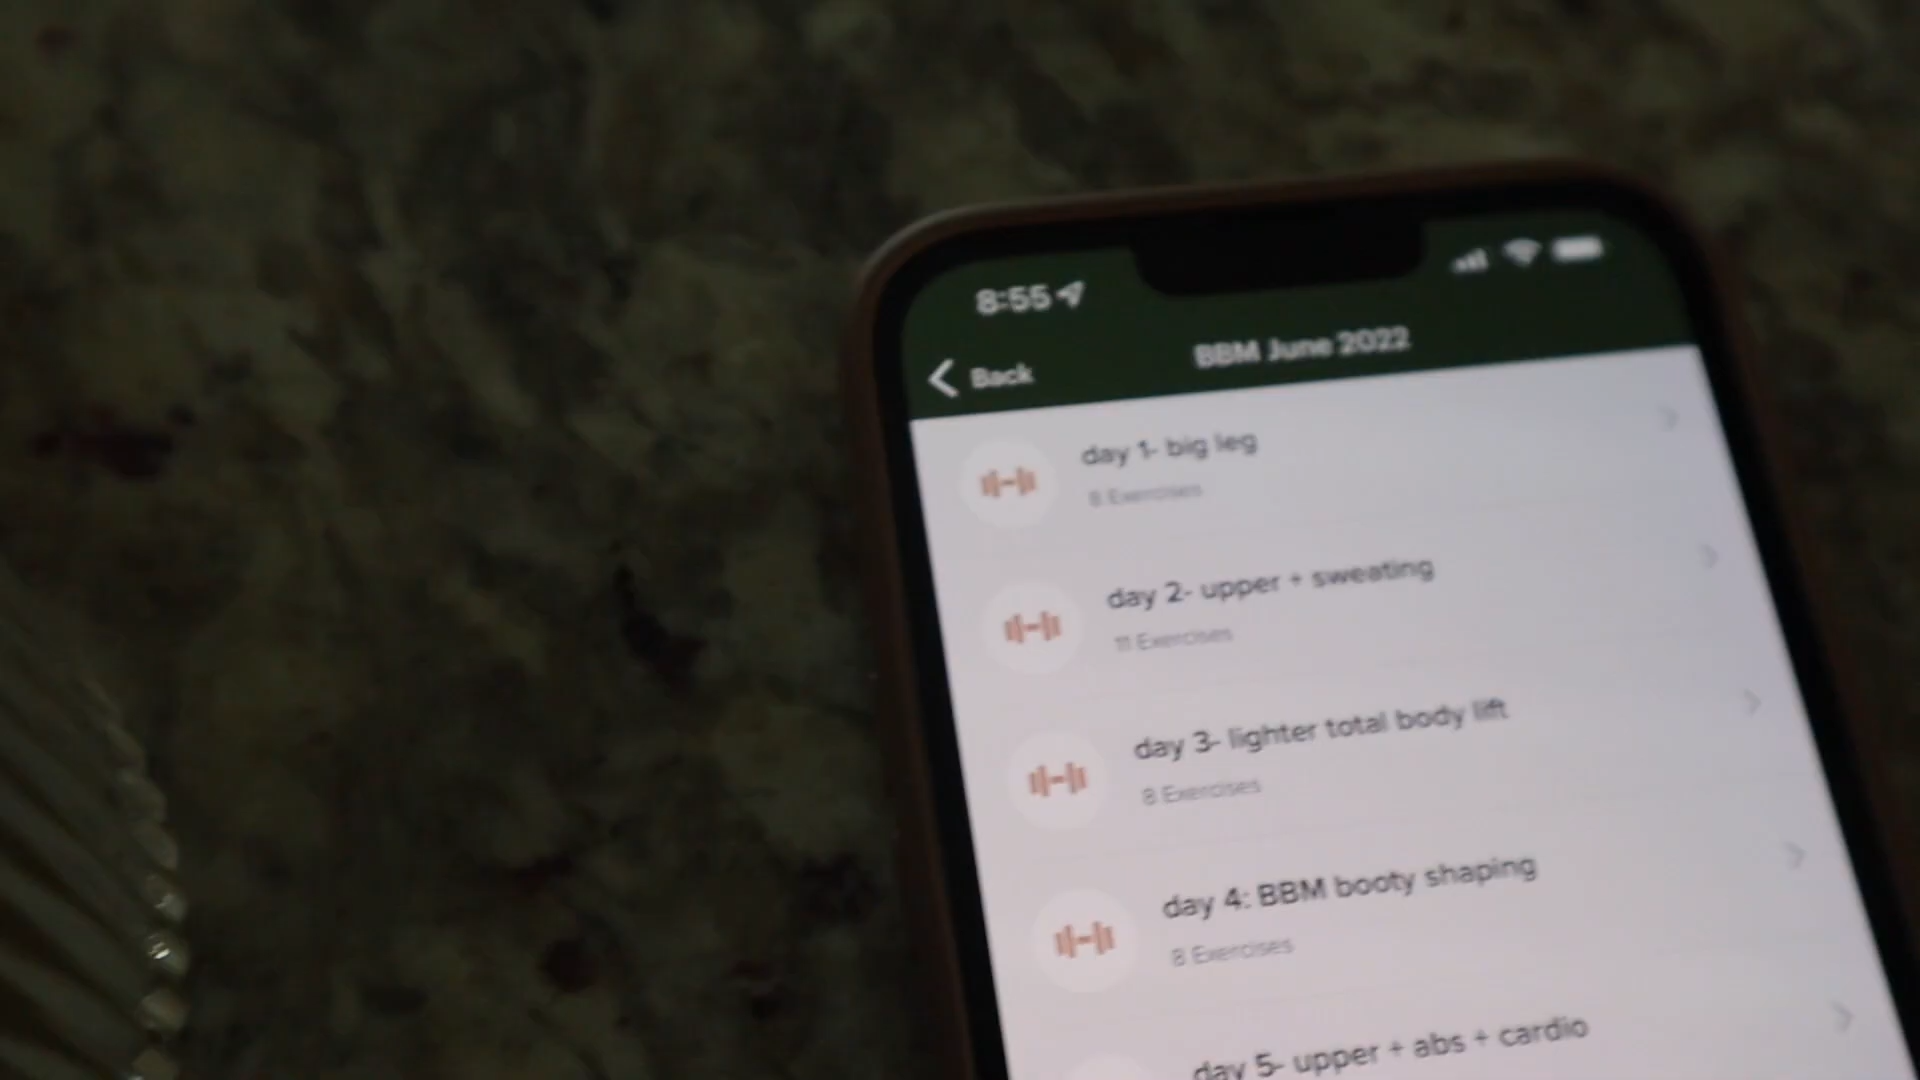 8:55
Back
BBM June 2022
day 1- big leg
8 Exercises
day 2- upper + sweating
11 Exercises
day 3- lighter total body lift
8 Exercises
day 4: BBM booty shaping
8 Exercises
day 5- upper + abs + cardio